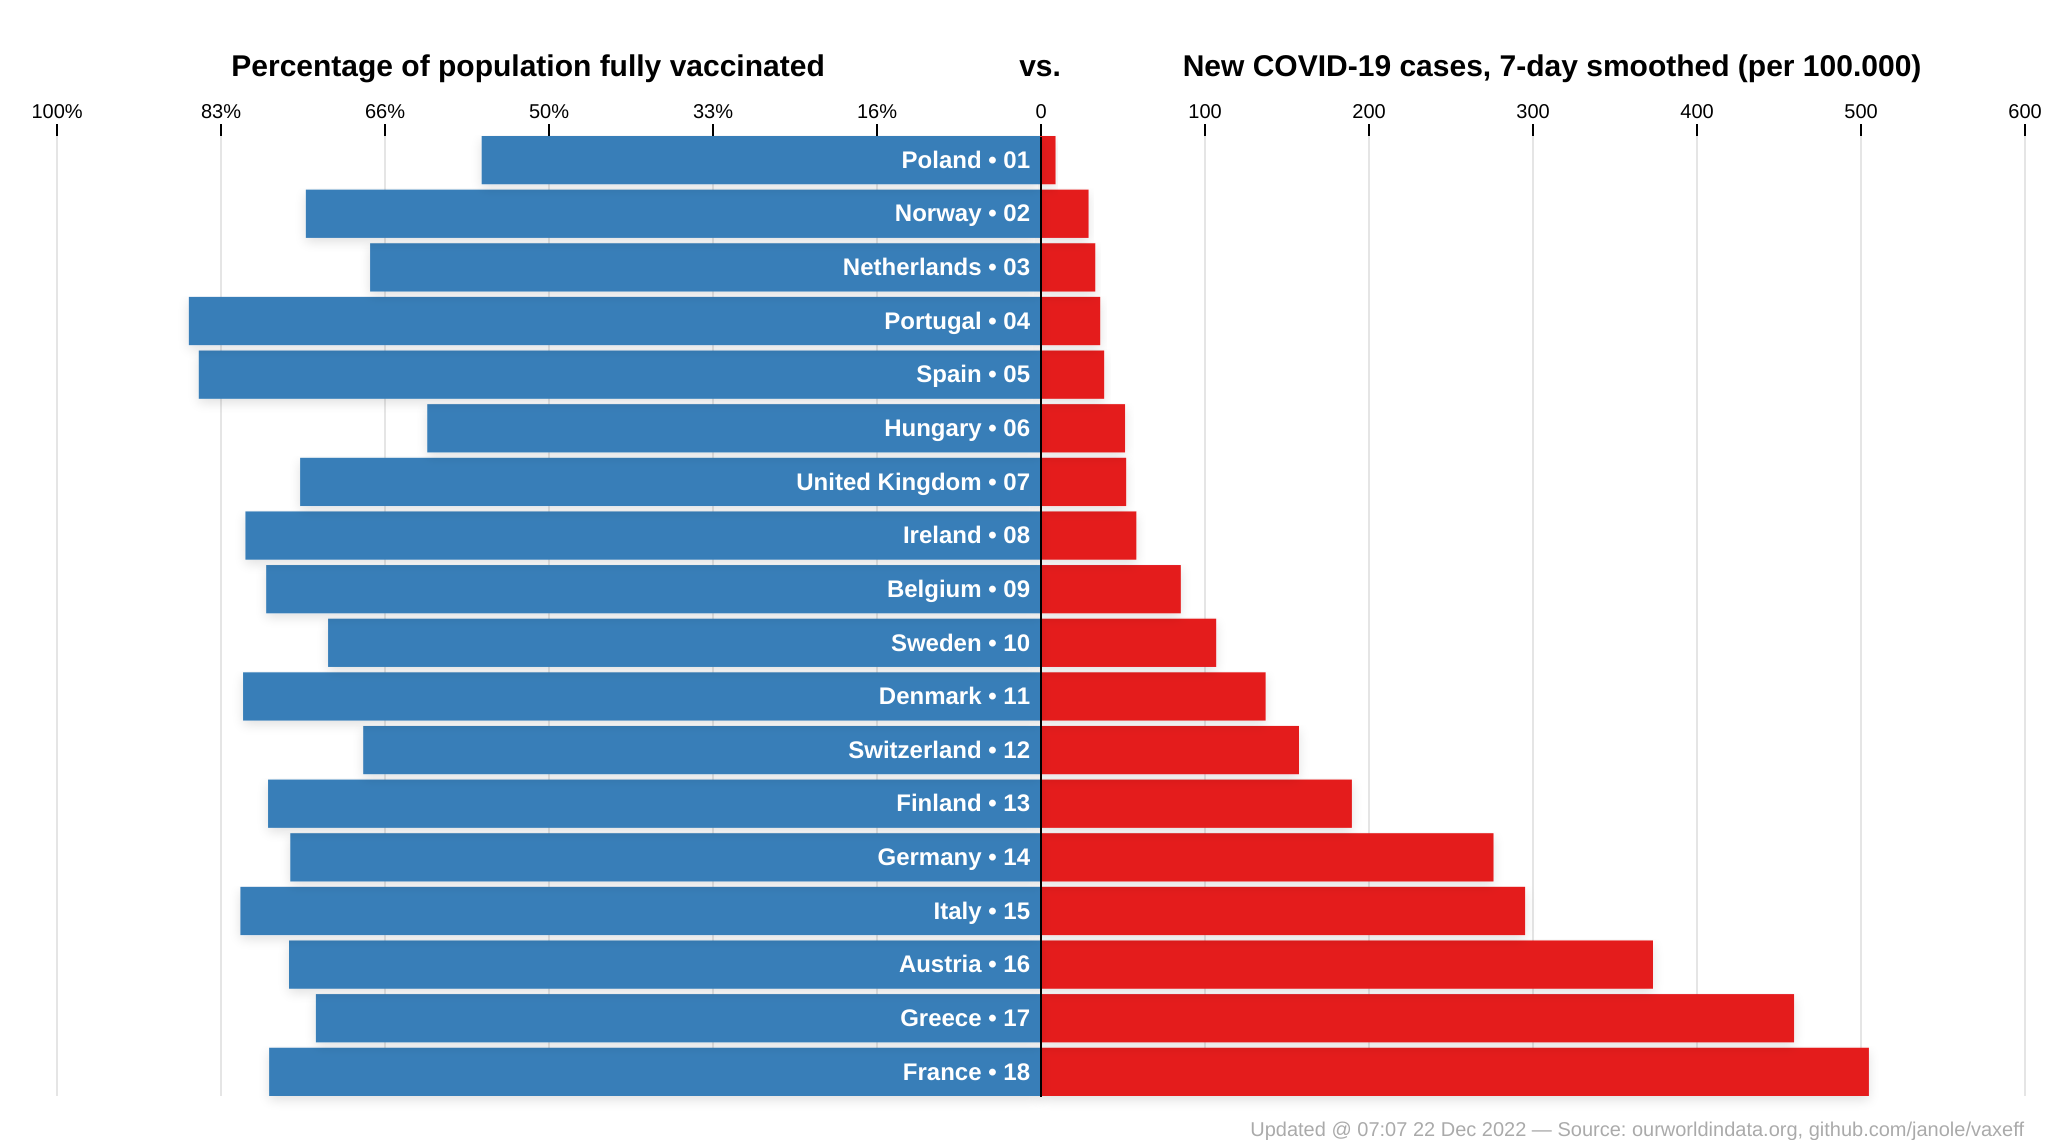 Percentage of population fully vaccinated vs. New COVID-19 cases, 7-day smoothed (per 100.000)
100% 83% 66% 50% 33% 16% 0 100 200 300 400 500 600
Poland • 01
Norway • 02
Netherlands • 03
Portugal • 04
Spain • 05
Hungary • 06
United Kingdom • 07
Ireland • 08
Belgium • 09
Sweden • 10
Denmark • 11
Switzerland • 12
Finland • 13
Germany • 14
Italy • 15
Austria • 16
Greece • 17
France • 18
Updated @ 07:07 22 Dec 2022 — Source: ourworldindata.org, github.com/janole/vaxeff